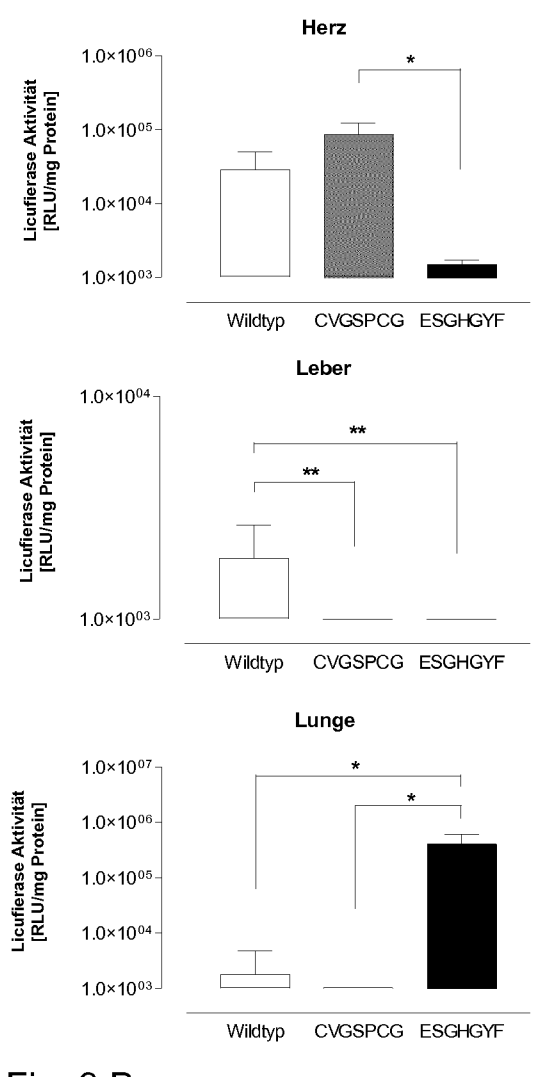 Herz
Licufierase Aktivität
[RLU/mg Protein]
1.0×10⁰⁶
1.0×10⁰⁵
1.0×10⁰⁴
1.0×10⁰³
*
Wildtyp CVGSPCG ESGHGYF
Leber
Licufierase Aktivität
[RLU/mg Protein]
1.0×10⁰⁴
1.0×10⁰³
**
**
Wildtyp CVGSPCG ESGHGYF
Lunge
Licufierase Aktivität
[RLU/mg Protein]
1.0×10⁰⁷
1.0×10⁰⁶
1.0×10⁰⁵
1.0×10⁰⁴
1.0×10⁰³
*
*
Wildtyp CVGSPCG ESGHGYF